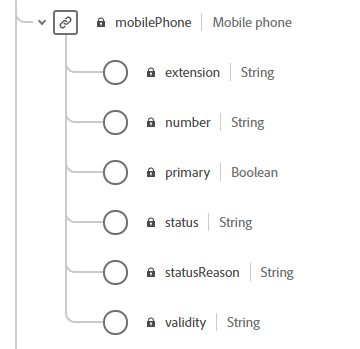 mobilePhone Mobile phone
extension String
number String
primary Boolean
status String
statusReason String
validity String